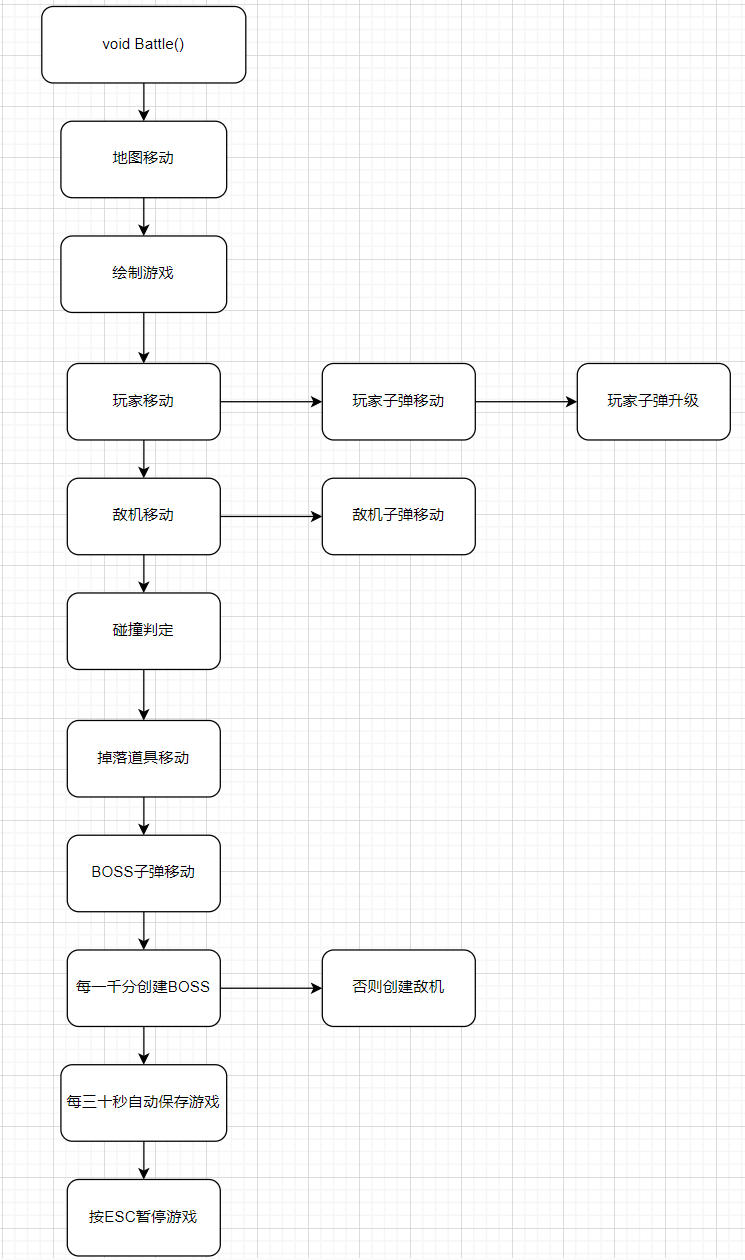 void Battle()
地图移动
绘制游戏
玩家移动
玩家子弹移动
玩家子弹升级
敌机移动
敌机子弹移动
碰撞判定
掉落道具移动
BOSS子弹移动
每一千分创建BOSS
否则创建敌机
每三十秒自动保存游戏
按ESC暂停游戏